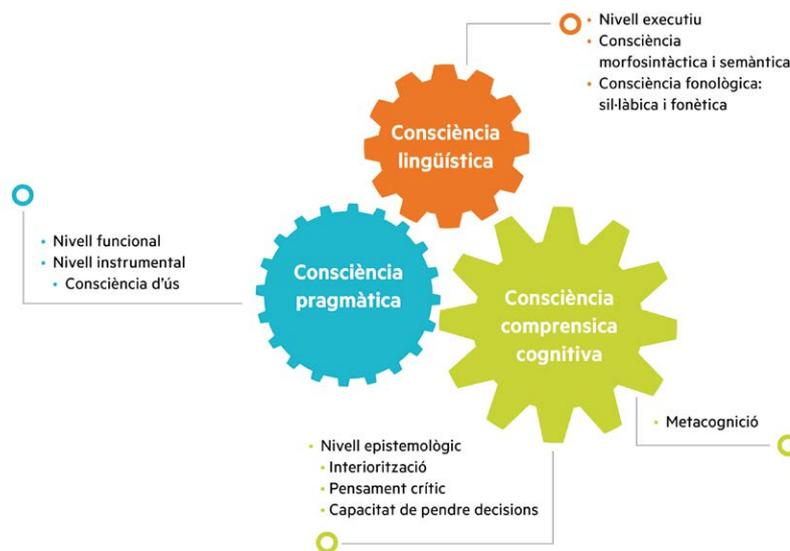 Nivell executiu
Consciència
morfosintàctica i semàntica
Consciència fonològica:
sil·làbica i fonètica
Consciència
lingüística
Nivell funcional
Nivell instrumental
Consciència d'ús
Consciència
pragmàtica
Consciència
comprensica
cognitiva
Metacognició
Nivell epistemològic
Interiorització
Pensament crític
Capacitat de pendre decisions